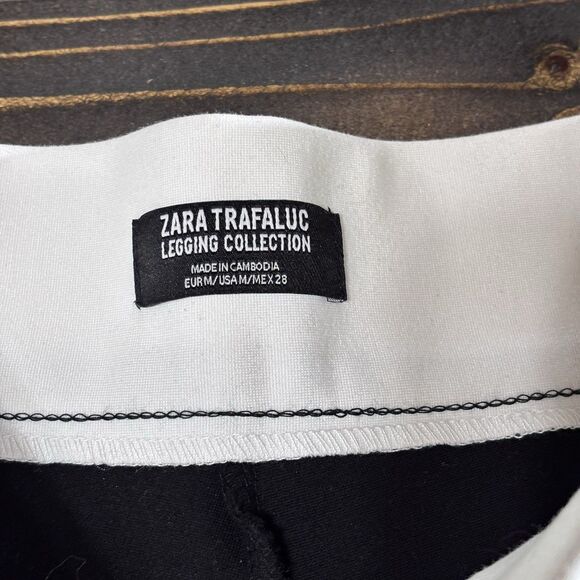 ZARA TRAFALUC
LEGGING COLLECTION
MADE IN CAMBODIA
EUR M/USA M/MEX 28